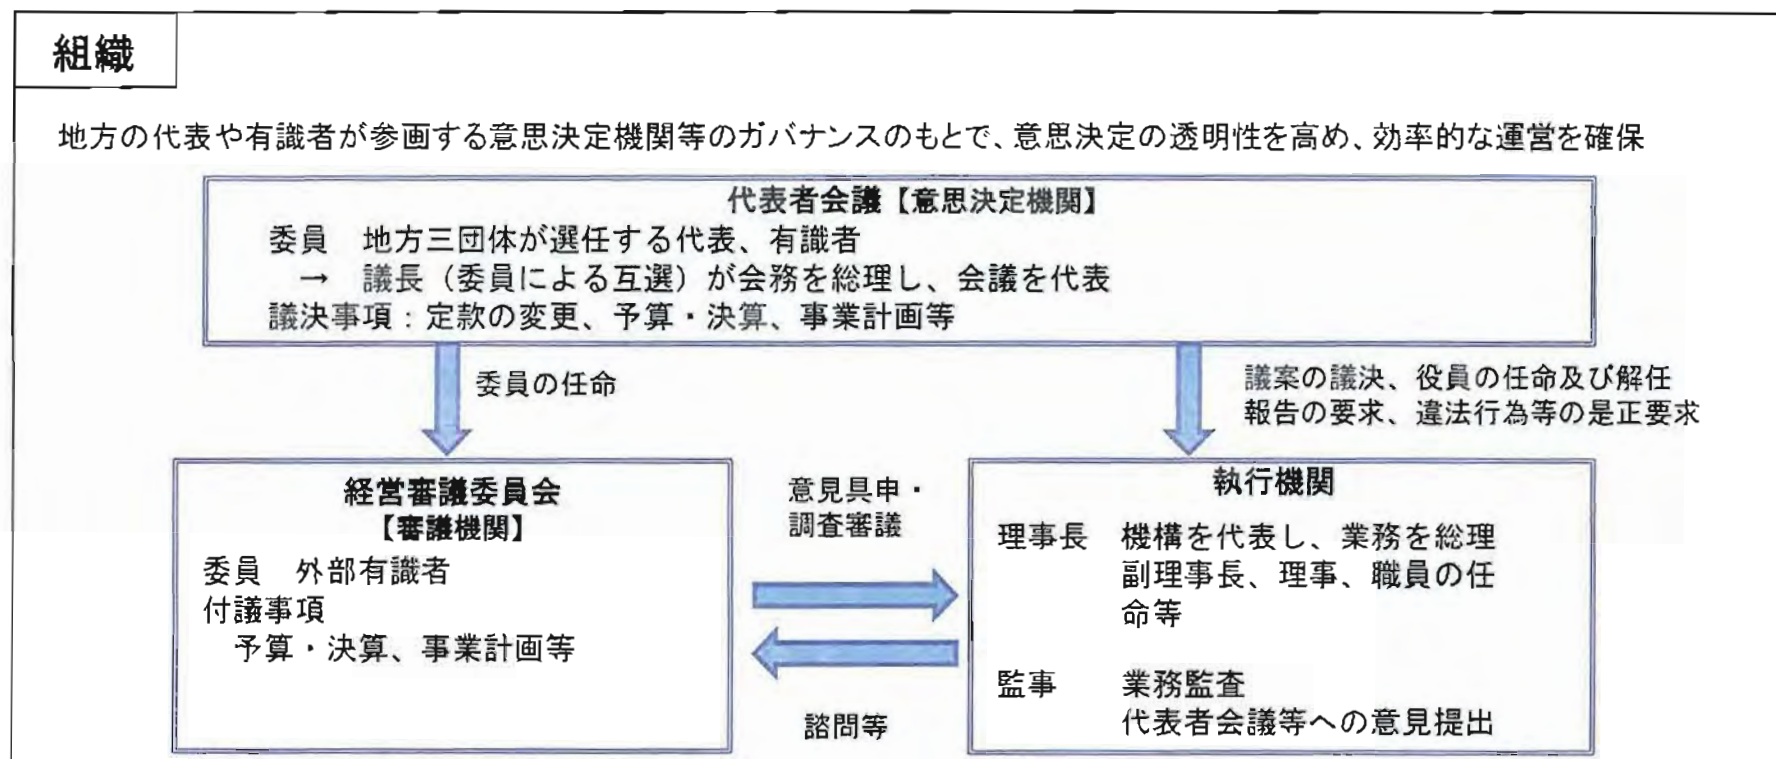 組織
地方の代表や有識者が参画する意思決定機関等のガバナンスのもとで、意思決定の透明性を高め、効率的な運営を確保
代表者会議【意思決定機関】
委員　地方三団体が選任する代表、有識者
→　議長（委員による互選）が会務を総理し、会議を代表
議決事項：定款の変更、予算・決算、事業計画等
委員の任命
議案の議決、役員の任命及び解任
報告の要求、違法行為等の是正要求
経営審議委員会
【審議機関】
委員　外部有識者
付議事項
予算・決算、事業計画等
意見具申・
調査審議
諮問等
執行機関
理事長　機構を代表し、業務を総理
副理事長、理事、職員の任
命等
監事　業務監査
代表者会議等への意見提出